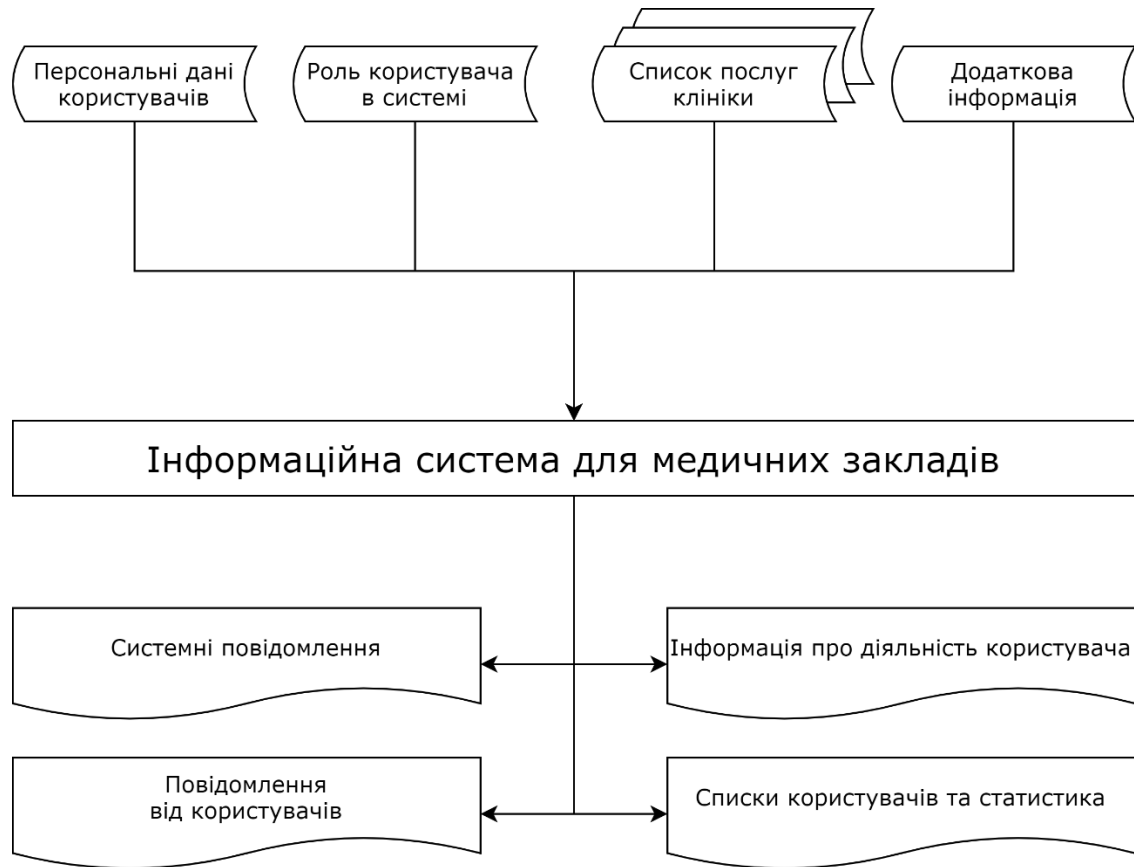 Персональні дані
користувачів
Роль користувача
в системі
Список послуг
клініки
Додаткова
інформація
Інформаційна система для медичних закладів
Системні повідомлення
Інформація про діяльність користувача
Повідомлення
від користувачів
Списки користувачів та статистика